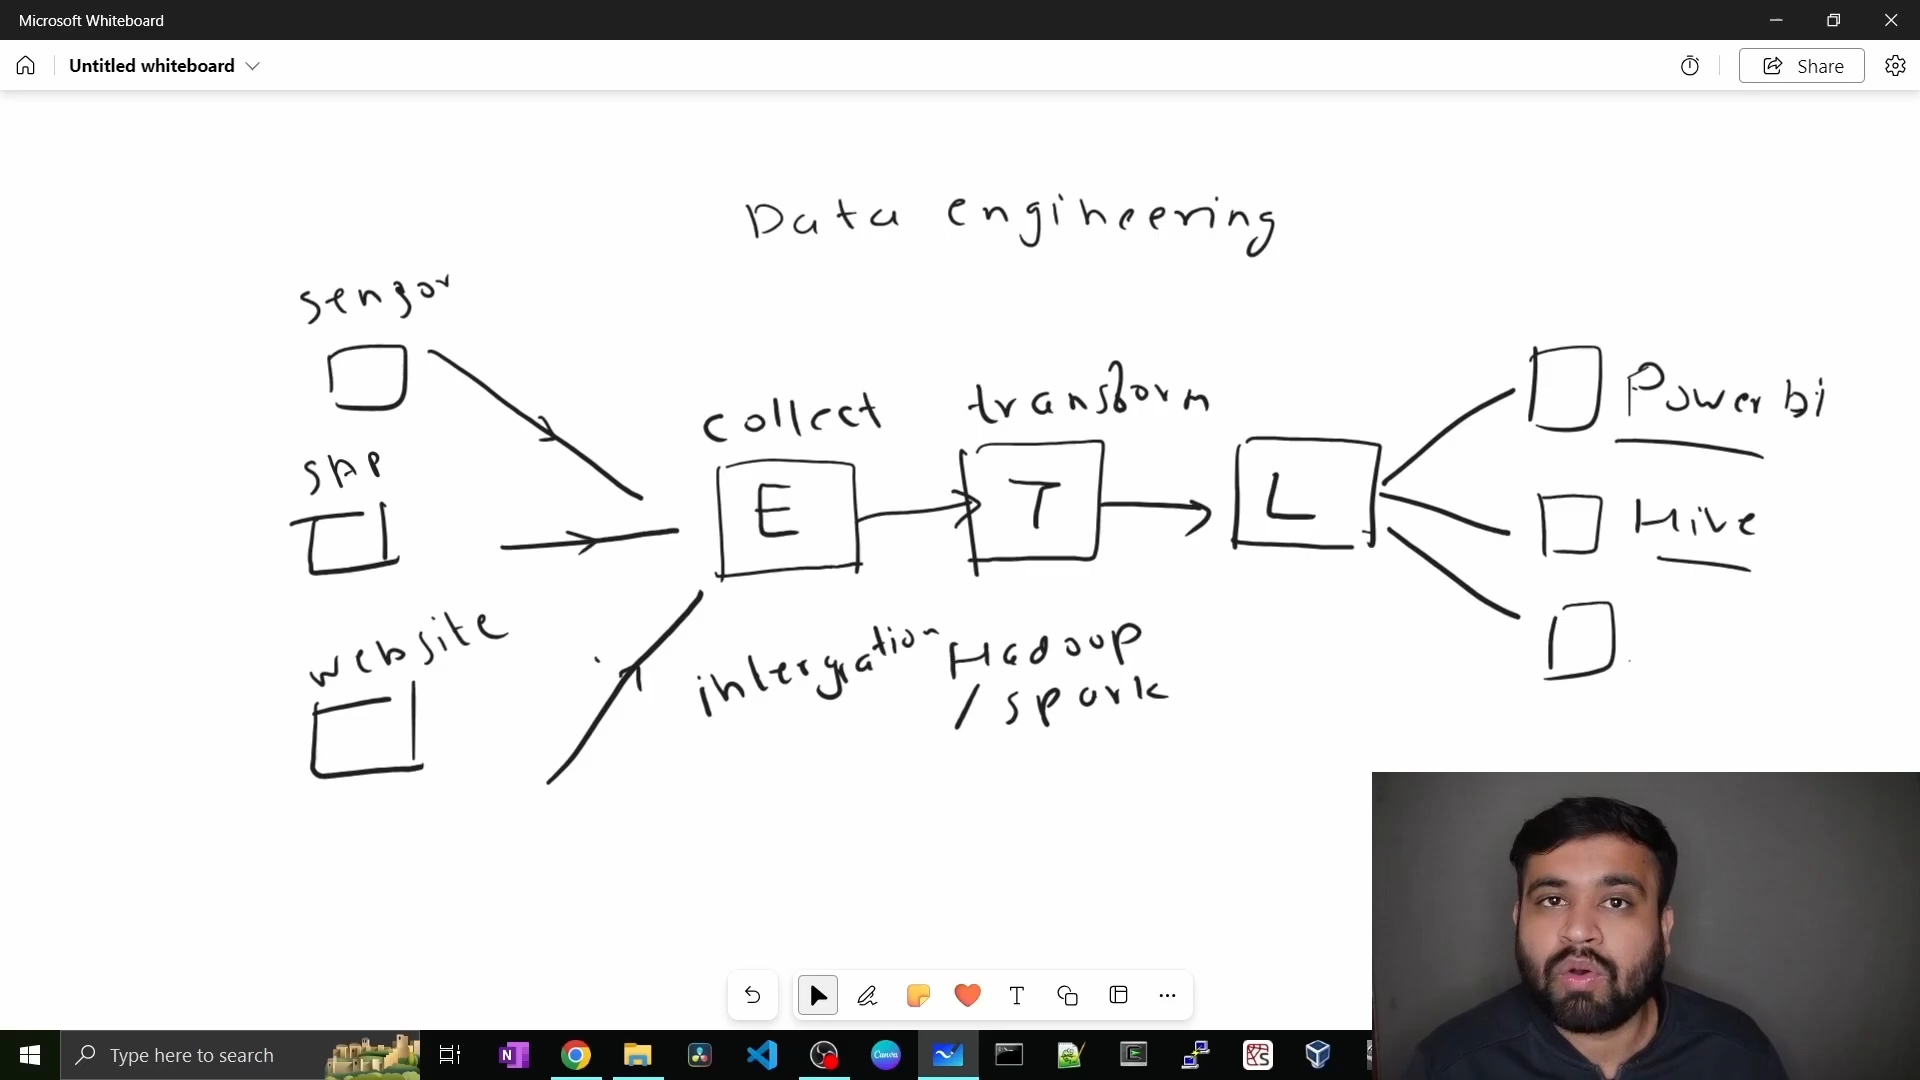 Microsoft Whiteboard
Untitled whiteboard
Share
Data engineering
sensor
collect
transform
Power bi
SAP
E
T
L
Hive
website
intergration
Hadoop
/ spark
T
Type here to search
N
Canva